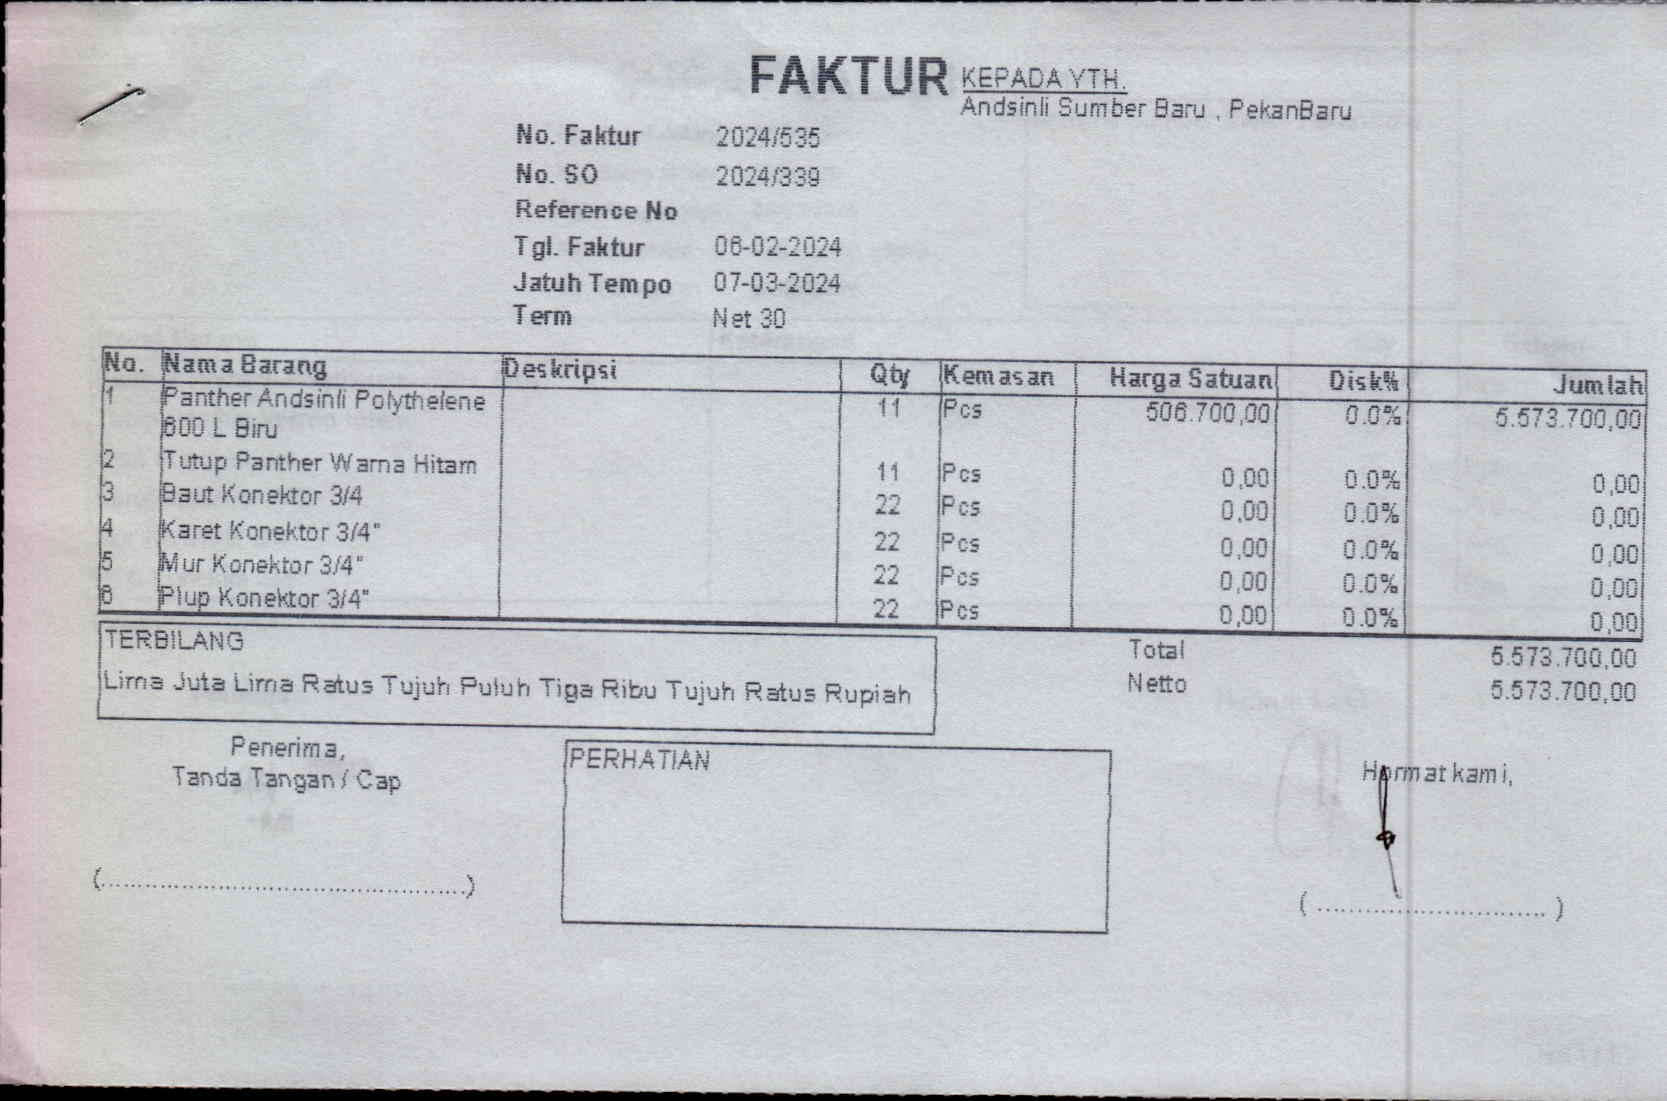 FAKTUR
KEPADA YTH.
Andsinli Sumber Baru , PekanBaru
No. Faktur 2024/535
No. SO 2024/339
Reference No
Tgl. Faktur 06-02-2024
Jatuh Tempo 07-03-2024
Term Net 30
No. Nama Barang Deskripsi Qty Kemasan Harga Satuan Disk% Jumlah
1 Panther Andsinli Polythelene 11 Pcs 506.700,00 0.0% 5.573.700,00
600 L Biru
2 Tutup Panther Warna Hitam 11 Pcs 0,00 0.0% 0,00
3 Baut Konektor 3/4 22 Pcs 0,00 0.0% 0,00
4 Karet Konektor 3/4" 22 Pcs 0,00 0.0% 0,00
5 Mur Konektor 3/4" 22 Pcs 0,00 0.0% 0,00
6 Plup Konektor 3/4" 22 Pcs 0,00 0.0% 0,00
TERBILANG
Lima Juta Lima Ratus Tujuh Puluh Tiga Ribu Tujuh Ratus Rupiah
Total 5.573.700,00
Netto 5.573.700,00
Penerima,
Tanda Tangan / Cap
(..............................................)
PERHATIAN
Hormat kami,
( ............................. )